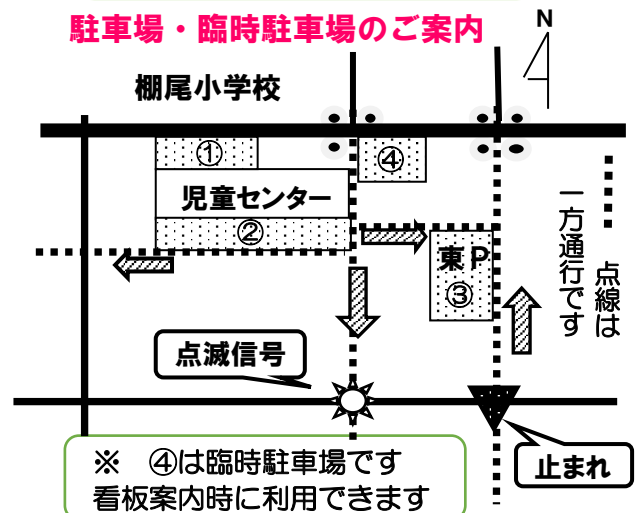 駐車場・臨時駐車場のご案内
N
棚尾小学校
①
④
児童センター
②
東P
③
点線は
一方通行です
点滅信号
止まれ
※　④は臨時駐車場です
看板案内時に利用できます